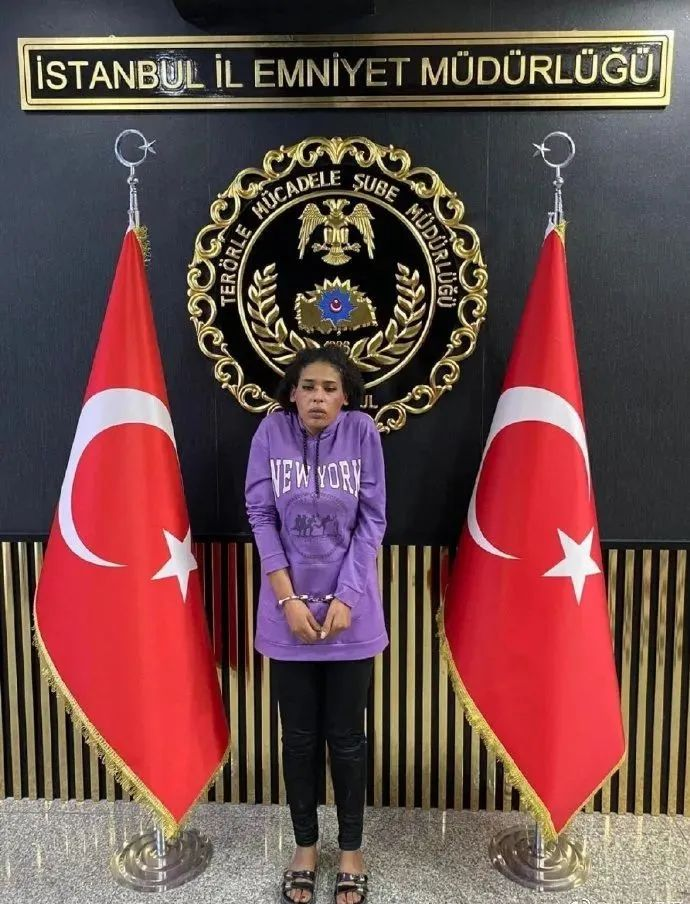 İSTANBUL İL EMNİYET MÜDÜRLÜĞÜ
TERÖRLE MÜCADELE ŞUBE MÜDÜRLÜĞÜ
NEW YORK